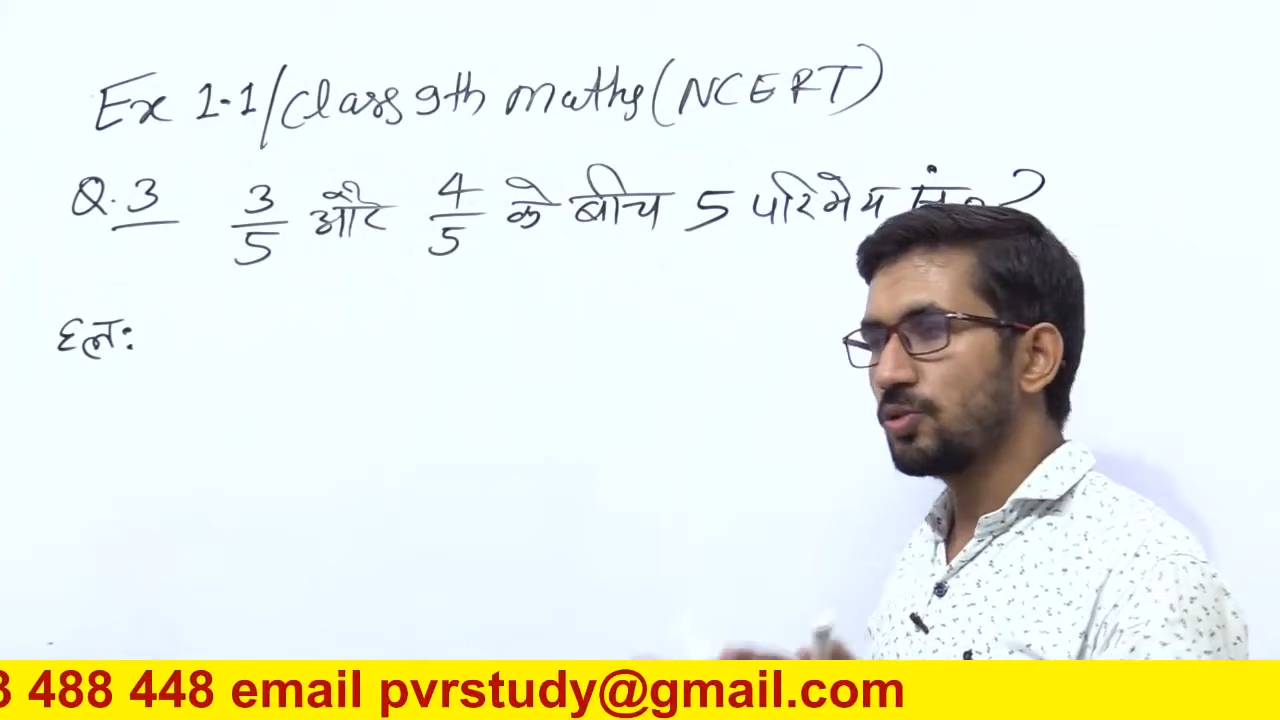 Ex 1.1/Class 9th maths (NCERT)
Q.3 3/5 और 4/5 के बीच 5 परिमेय सं० ?
हल:
3 488 448 email pvrstudy@gmail.com